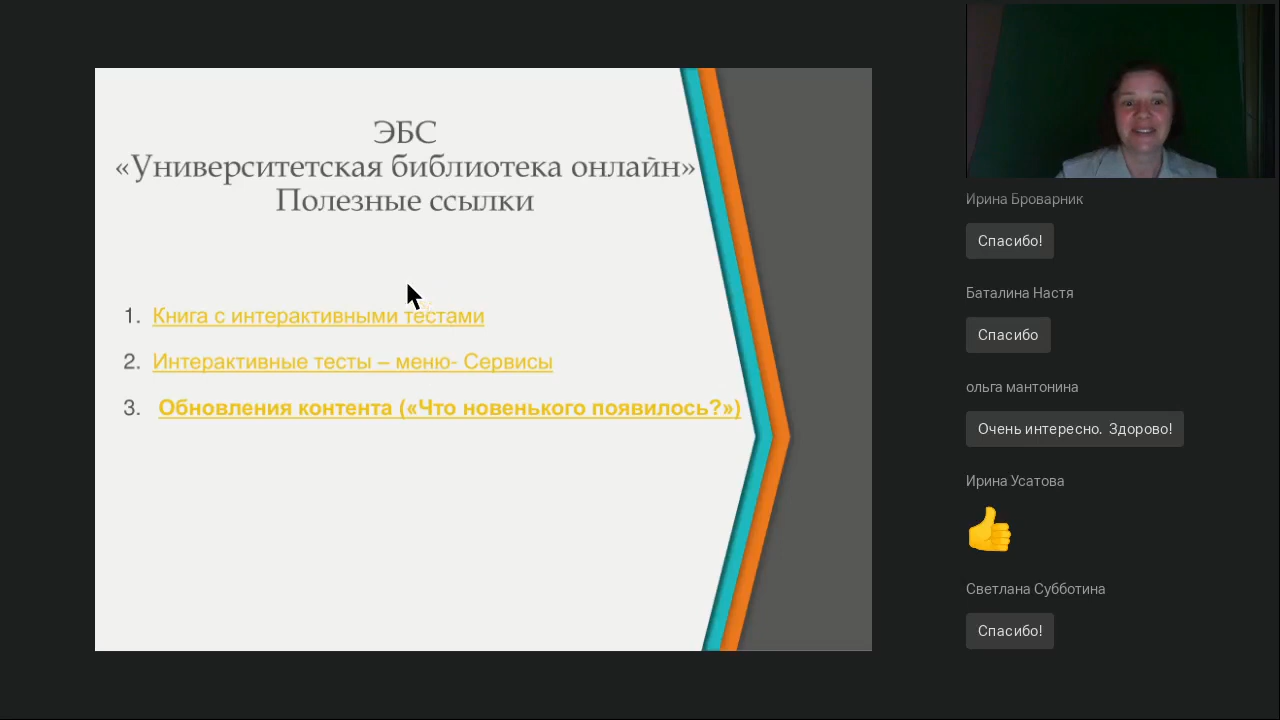 ЭБС
«Университетская библиотека онлайн»
Полезные ссылки
1. Книга с интерактивными тестами
2. Интерактивные тесты – меню- Сервисы
3. Обновления контента («Что новенького появилось?»)
Ирина Броварник
Спасибо!
Баталина Настя
Спасибо
ольга мантонина
Очень интересно.  Здорово!
Ирина Усатова
Светлана Субботина
Спасибо!